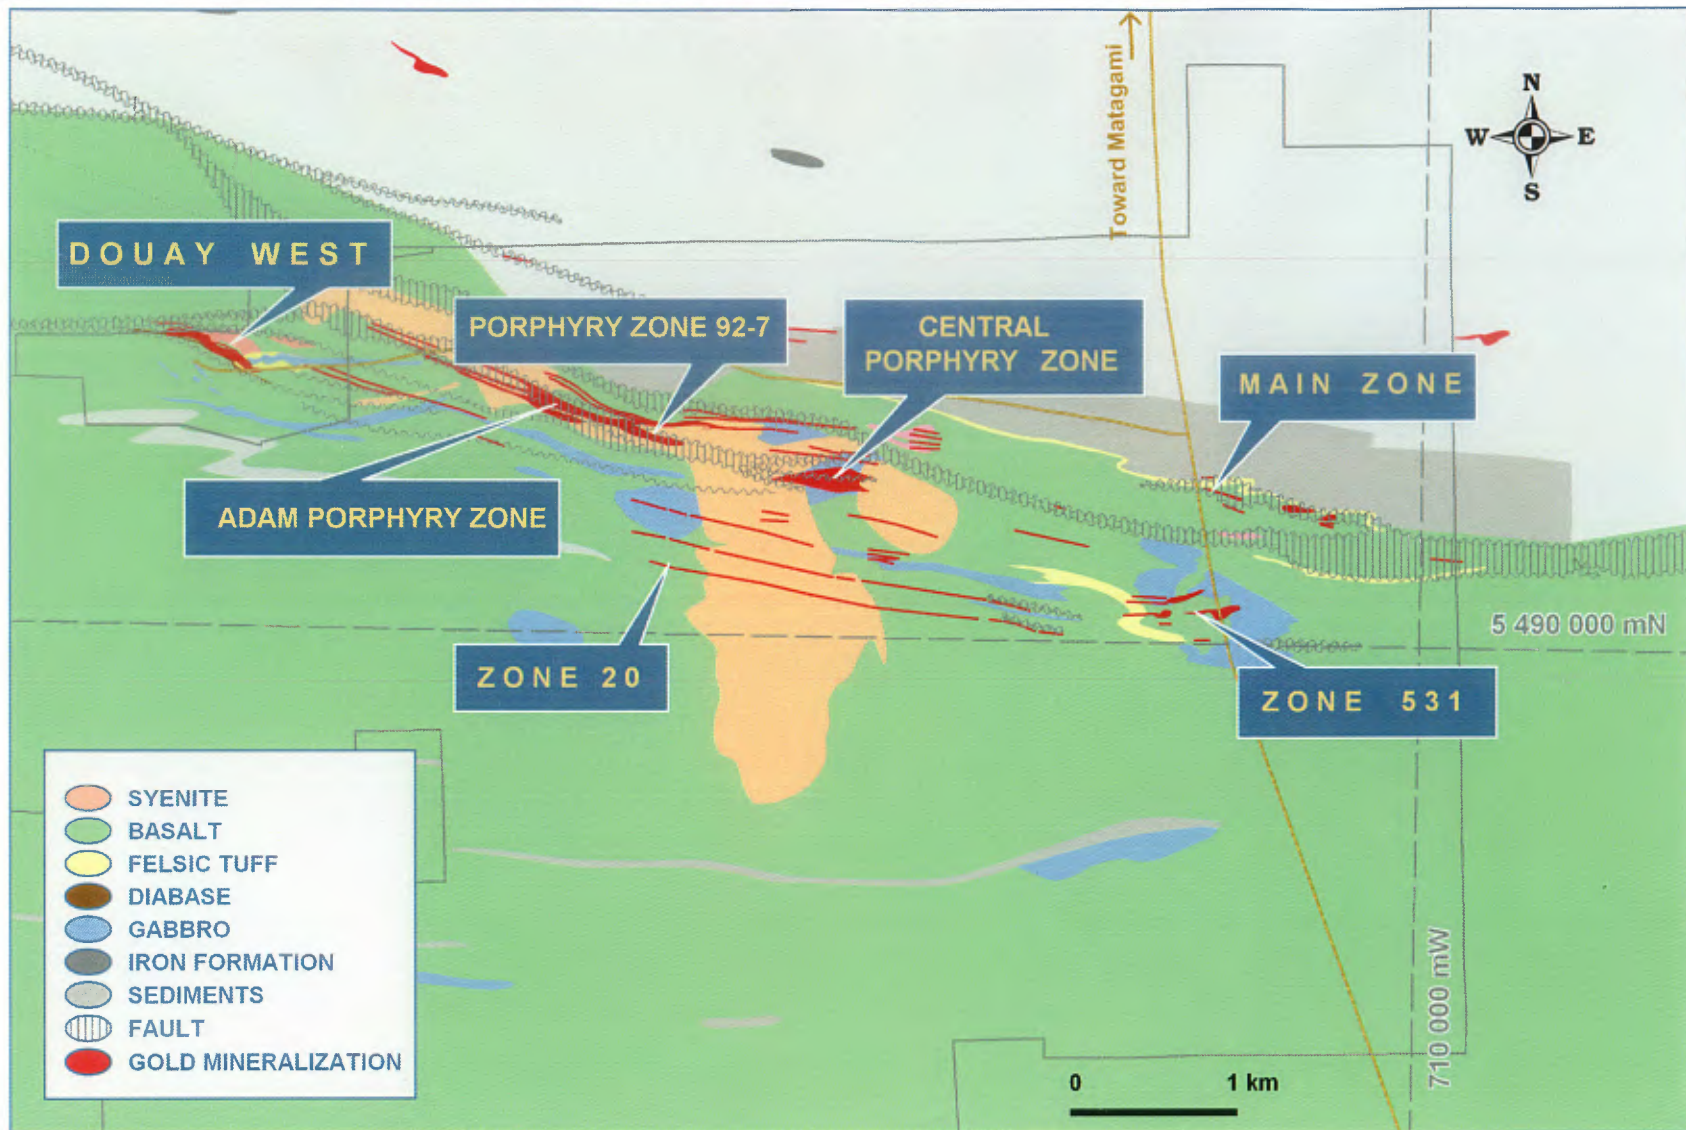 Toward Matagami
N
W E
S
DOUAY WEST
PORPHYRY ZONE 92-7
CENTRAL
PORPHYRY ZONE
MAIN ZONE
ADAM PORPHYRY ZONE
5 490 000 mN
ZONE 20
ZONE 531
SYENITE
BASALT
FELSIC TUFF
DIABASE
GABBRO
IRON FORMATION
SEDIMENTS
FAULT
GOLD MINERALIZATION
0 1 km
710 000 mW